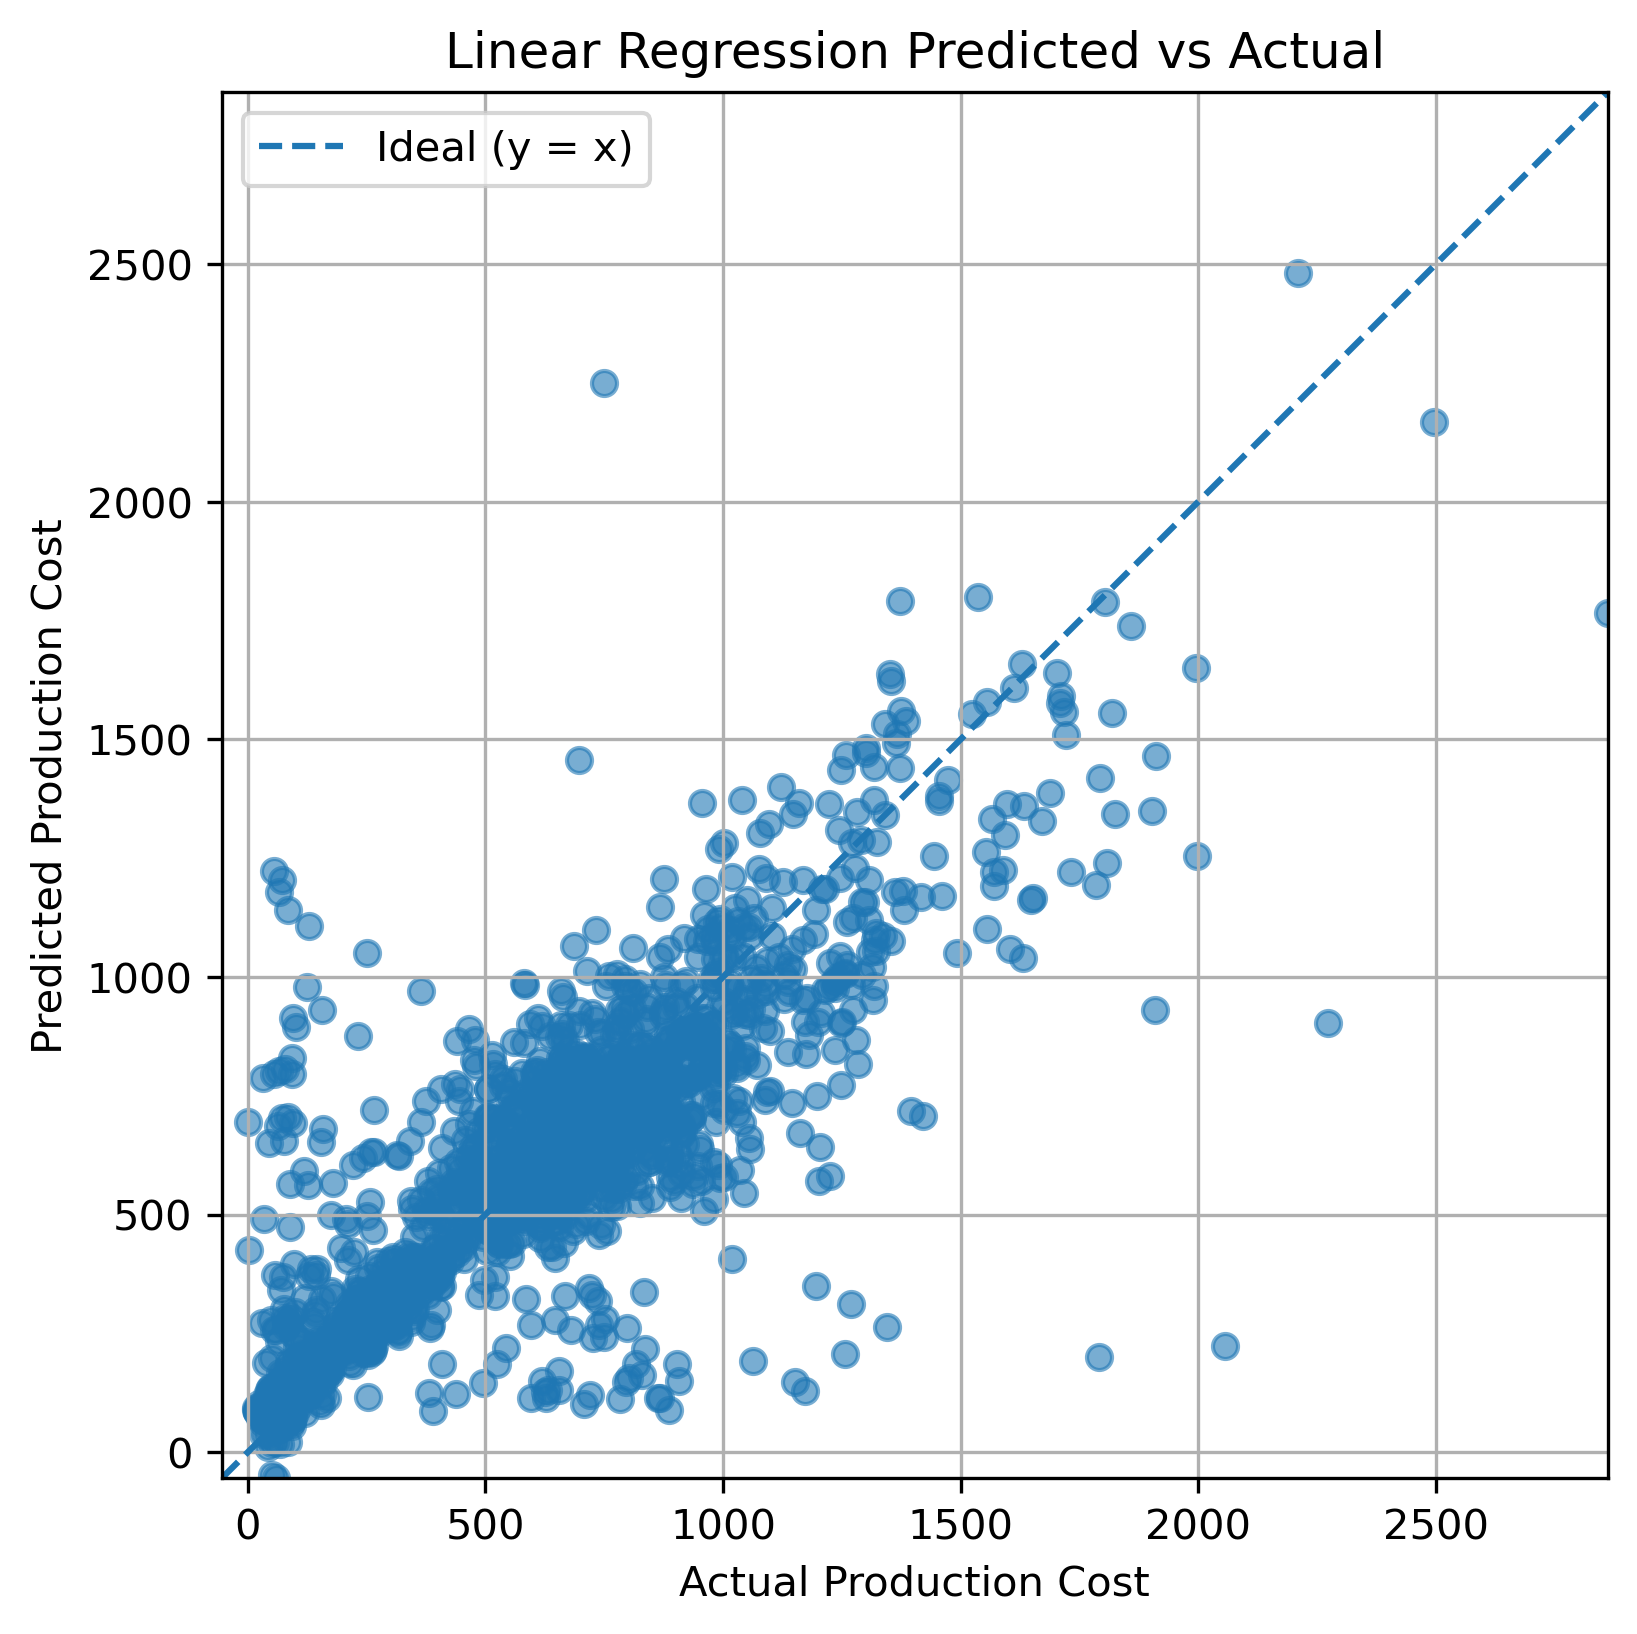 Linear Regression Predicted vs Actual
Ideal (y = x)
2500
2000
1500
1000
500
0
Predicted Production Cost
0 500 1000 1500 2000 2500
Actual Production Cost